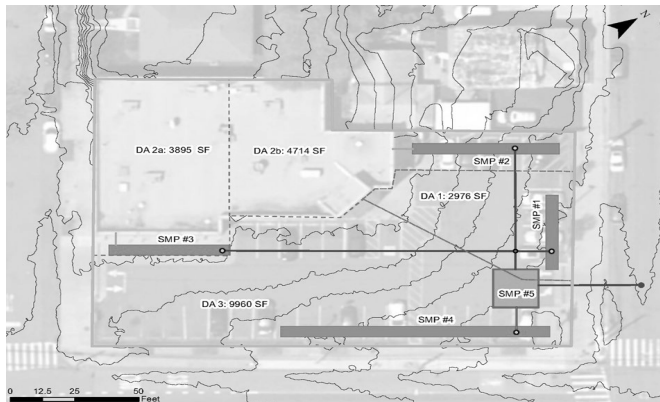 N
DA 2a: 3895 SF
DA 2b: 4714 SF
SMP #2
DA 1: 2976 SF
SMP #1
SMP #3
SMP #5
DA 3: 9960 SF
SMP #4
0 12.5 25 50
Feet